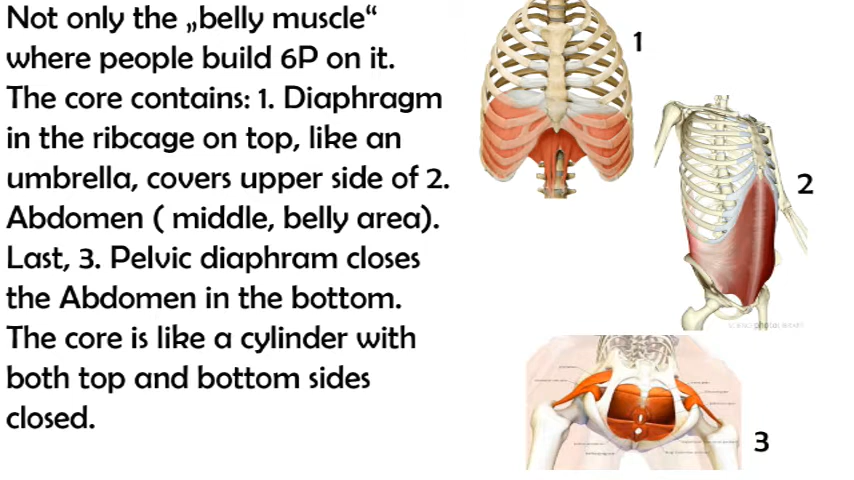 Not only the „belly muscle“
where people build 6P on it.
The core contains: 1. Diaphragm
in the ribcage on top, like an
umbrella, covers upper side of 2.
Abdomen ( middle, belly area).
Last, 3. Pelvic diaphram closes
the Abdomen in the bottom.
The core is like a cylinder with
both top and bottom sides
closed.
1
2
3